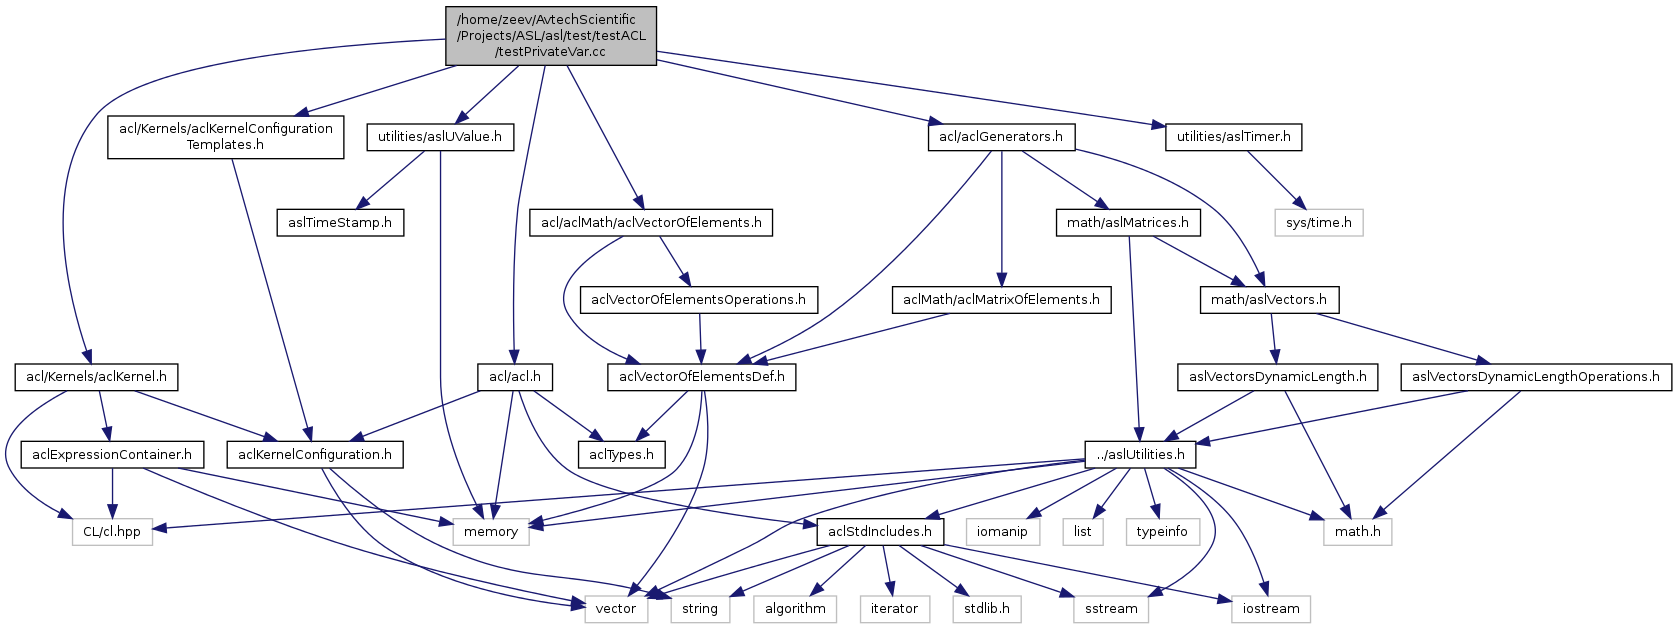 /home/zeev/AvtechScientific
/Projects/ASL/asl/test/testACL
/testPrivateVar.cc
acl/Kernels/aclKernelConfiguration
Templates.h
utilities/aslUValue.h
acl/aclGenerators.h
utilities/aslTimer.h
aslTimeStamp.h
acl/aclMath/aclVectorOfElements.h
math/aslMatrices.h
sys/time.h
aclVectorOfElementsOperations.h
aclMath/aclMatrixOfElements.h
math/aslVectors.h
acl/Kernels/aclKernel.h
acl/acl.h
aclVectorOfElementsDef.h
aslVectorsDynamicLength.h
aslVectorsDynamicLengthOperations.h
aclExpressionContainer.h
aclKernelConfiguration.h
aclTypes.h
../aslUtilities.h
CL/cl.hpp
memory
aclStdIncludes.h
iomanip
list
typeinfo
math.h
vector
string
algorithm
iterator
stdlib.h
sstream
iostream